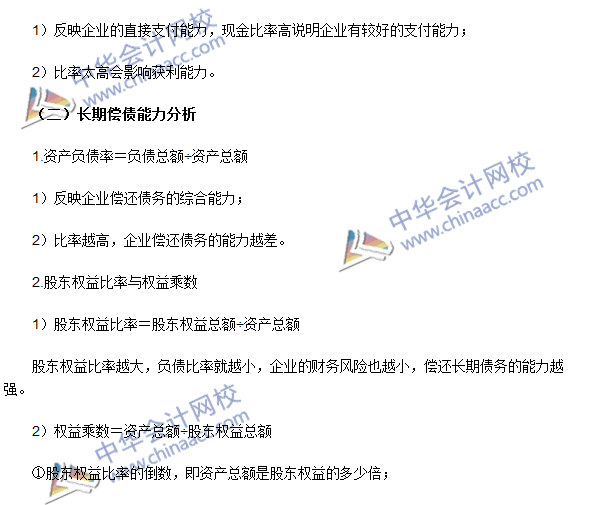 1）反映企业的直接支付能力，现金比率高说明企业有较好的支付能力；
中华会计网校
www.chinaacc.com
2）比率太高会影响获利能力。
（二）长期偿债能力分析
1.资产负债率＝负债总额÷资产总额
1）反映企业偿还债务的综合能力；
中华会计网校
www.chinaacc.com
2）比率越高，企业偿还债务的能力越差。
2.股东权益比率与权益乘数
1）股东权益比率＝股东权益总额÷资产总额
股东权益比率越大，负债比率就越小，企业的财务风险也越小，偿还长期债务的能力越
强。
中华会计网校
www.chinaacc.com
2）权益乘数＝资产总额÷股东权益总额
①股东权益比率的倒数，即资产总额是股东权益的多少倍；